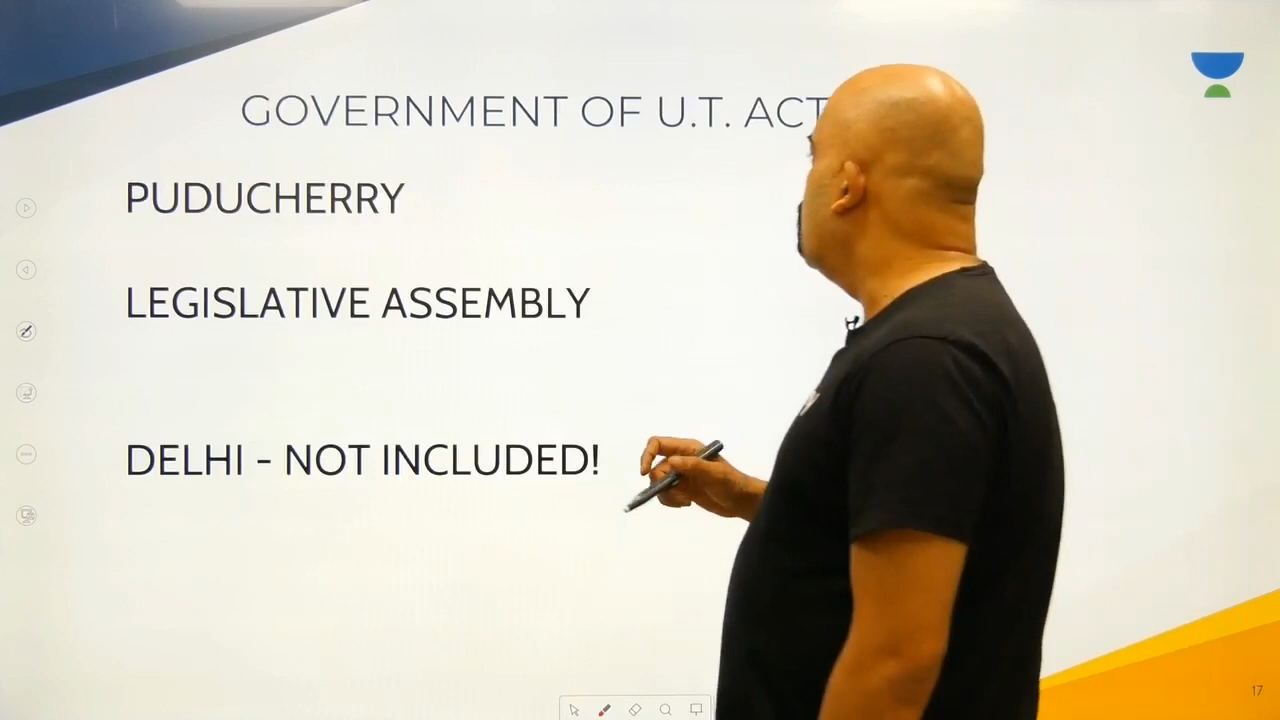 GOVERNMENT OF U.T. ACT
PUDUCHERRY
LEGISLATIVE ASSEMBLY
DELHI - NOT INCLUDED!
17